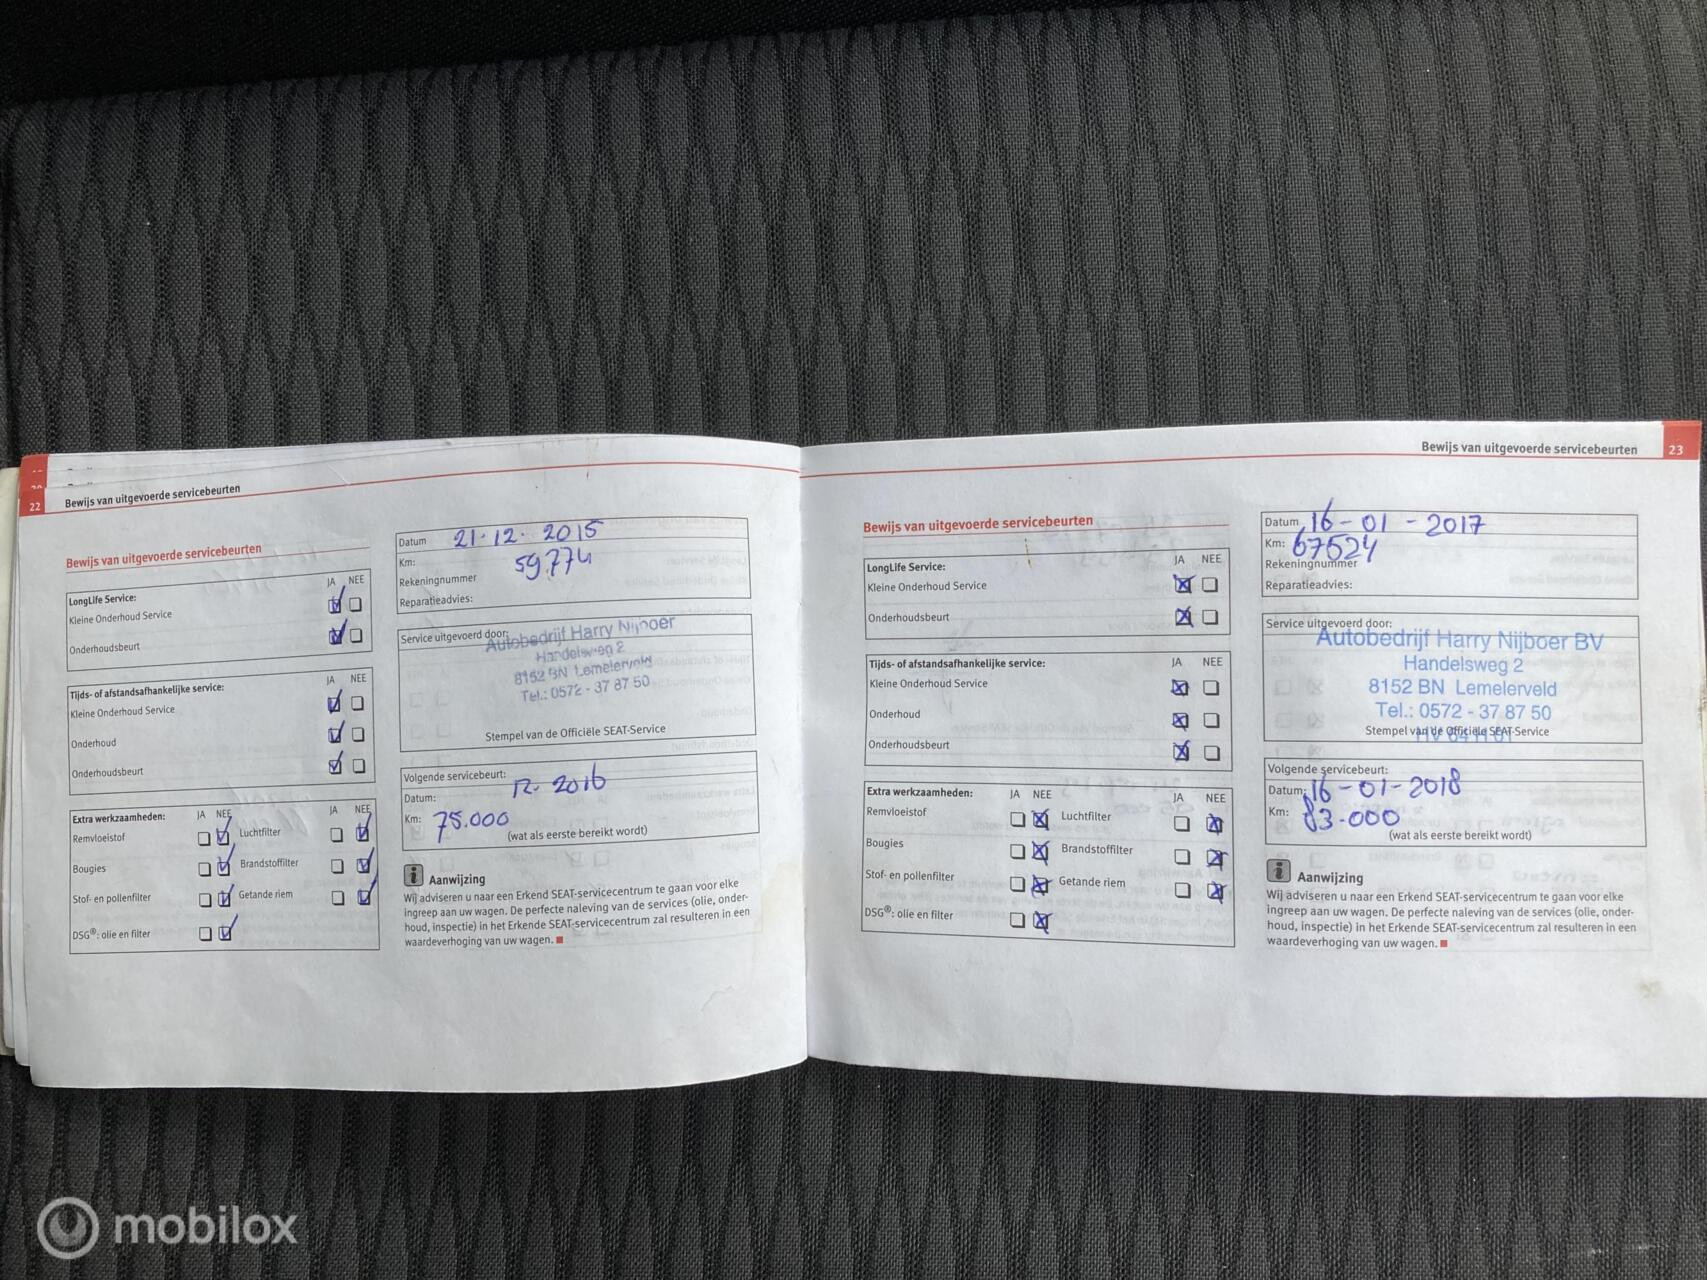 22
Bewijs van uitgevoerde servicebeurten
Bewijs van uitgevoerde servicebeurten
JA NEE
LongLife Service:
Kleine Onderhoud Service
Onderhoudsbeurt
JA NEE
Tijds- of afstandsafhankelijke service:
Kleine Onderhoud Service
Onderhoud
Onderhoudsbeurt
Extra werkzaamheden: JA NEE JA NEE
Remvloeistof Luchtfilter
Bougies Brandstoffilter
Stof- en pollenfilter Getande riem
DSG®: olie en filter
Datum 21·12· 2015
Km: 59.774
Rekeningnummer
Reparatieadvies:
Service uitgevoerd door:
Autobedrijf Harry Nijboer
Handelsweg 2
8152 BN Lemelerveld
Tel.: 0572 - 37 87 50
Stempel van de Officiële SEAT-Service
Volgende servicebeurt:
Datum: 12- 2016
Km: 75.000
(wat als eerste bereikt wordt)
i Aanwijzing
Wij adviseren u naar een Erkend SEAT-servicecentrum te gaan voor elke
ingreep aan uw wagen. De perfecte naleving van de services (olie, onder-
houd, inspectie) in het Erkende SEAT-servicecentrum zal resulteren in een
waardeverhoging van uw wagen.
Bewijs van uitgevoerde servicebeurten 23
Bewijs van uitgevoerde servicebeurten
JA NEE
LongLife Service:
Kleine Onderhoud Service
Onderhoudsbeurt
Tijds- of afstandsafhankelijke service: JA NEE
Kleine Onderhoud Service
Onderhoud
Onderhoudsbeurt
Extra werkzaamheden: JA NEE JA NEE
Remvloeistof Luchtfilter
Bougies Brandstoffilter
Stof- en pollenfilter Getande riem
DSG®: olie en filter
Datum 16-01-2017
Km: 67524
Rekeningnummer
Reparatieadvies:
Service uitgevoerd door:
Autobedrijf Harry Nijboer BV
Handelsweg 2
8152 BN Lemelerveld
Tel.: 0572 - 37 87 50
Stempel van de Officiële SEAT-Service
Volgende servicebeurt:
Datum: 16-01-2018
Km: 83.000
(wat als eerste bereikt wordt)
i Aanwijzing
Wij adviseren u naar een Erkend SEAT-servicecentrum te gaan voor elke
ingreep aan uw wagen. De perfecte naleving van de services (olie, onder-
houd, inspectie) in het Erkende SEAT-servicecentrum zal resulteren in een
waardeverhoging van uw wagen.
mobilox